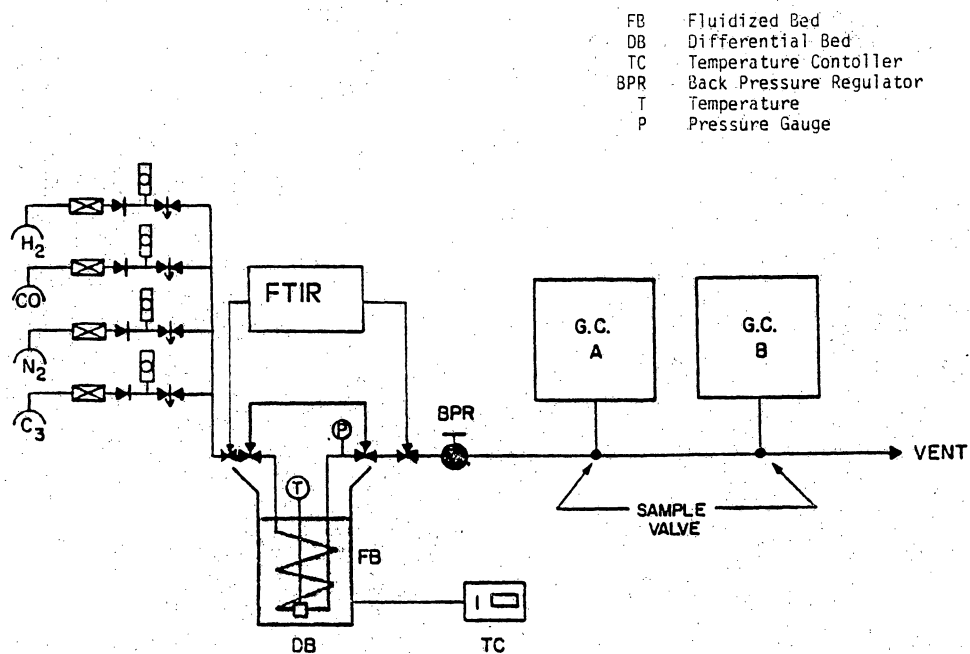 FB Fluidized Bed
DB Differential Bed
TC Temperature Contoller
BPR Back Pressure Regulator
T Temperature
P Pressure Gauge
H2
CO
N2
C3
FTIR
G.C.
A
G.C.
B
P
BPR
VENT
T
SAMPLE
VALVE
FB
DB
TC